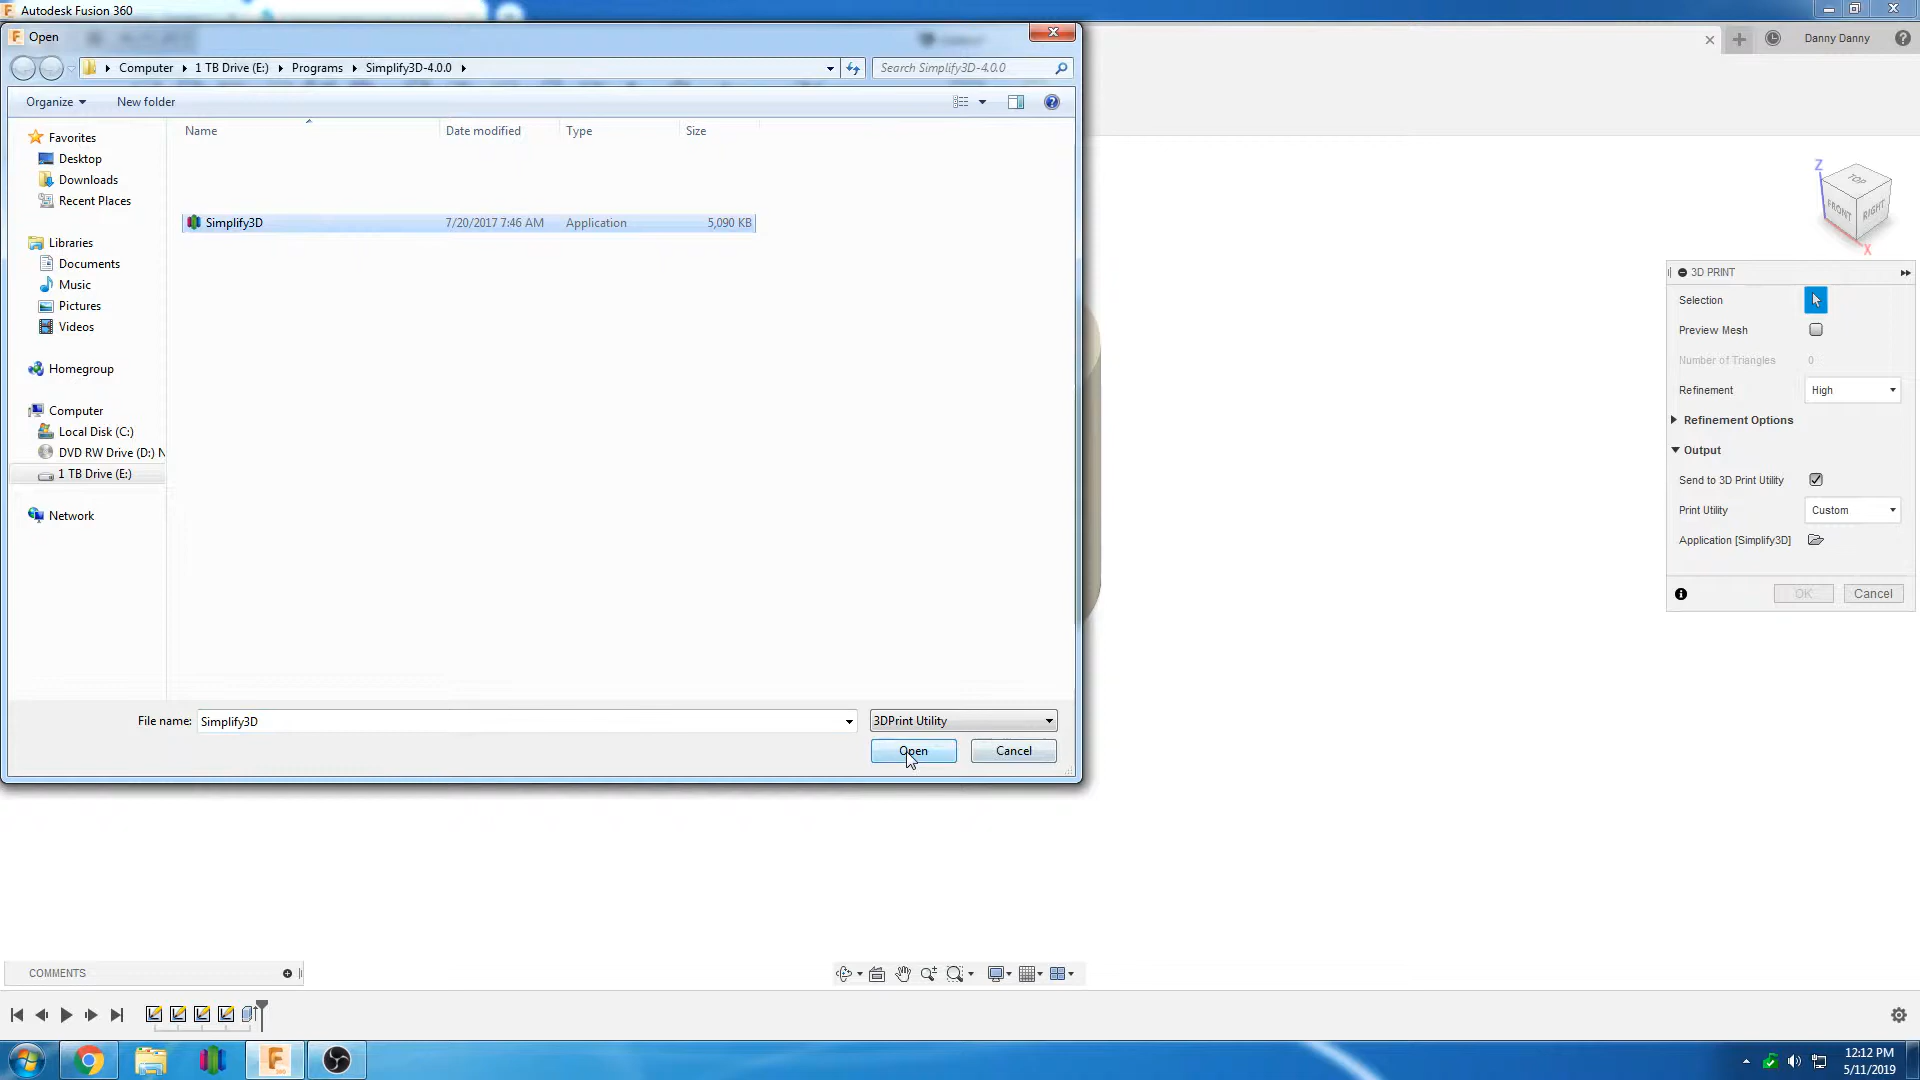 Autodesk Fusion 360
Open
Danny Danny
Computer 1 TB Drive (E:) Programs Simplify3D-4.0.0
Search Simplify3D-4.0.0
Organize New folder
Name Date modified Type Size
Favorites
Desktop
Downloads
Recent Places
Simplify3D 7/20/2017 7:46 AM Application 5,090 KB
Libraries
Documents
Music
Pictures
Videos
Homegroup
Computer
Local Disk (C:)
DVD RW Drive (D:) N
1 TB Drive (E:)
Network
File name: Simplify3D
3DPrint Utility
Open Cancel
Z
TOP
FRONT RIGHT
X
3D PRINT
Selection
Preview Mesh
Number of Triangles 0
Refinement High
Refinement Options
Output
Send to 3D Print Utility
Print Utility Custom
Application [Simplify3D]
OK Cancel
COMMENTS
12:12 PM
5/11/2019